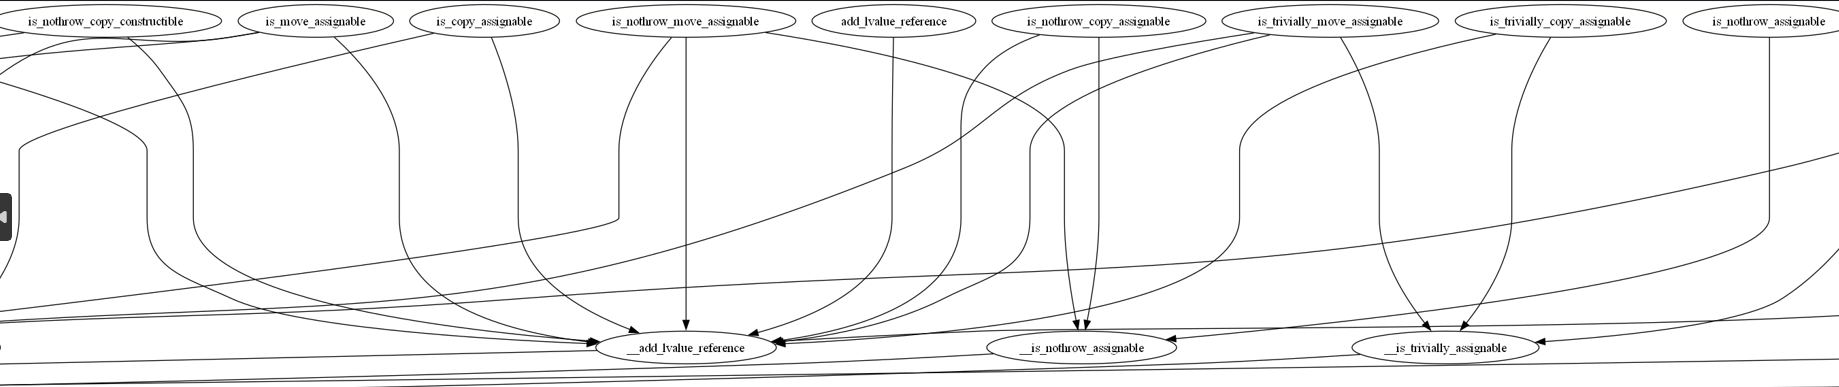 is_nothrow_copy_constructible
is_move_assignable
is_copy_assignable
is_nothrow_move_assignable
add_lvalue_reference
is_nothrow_copy_assignable
is_trivially_move_assignable
is_trivially_copy_assignable
is_nothrow_assignable
__add_lvalue_reference
__is_nothrow_assignable
__is_trivially_assignable